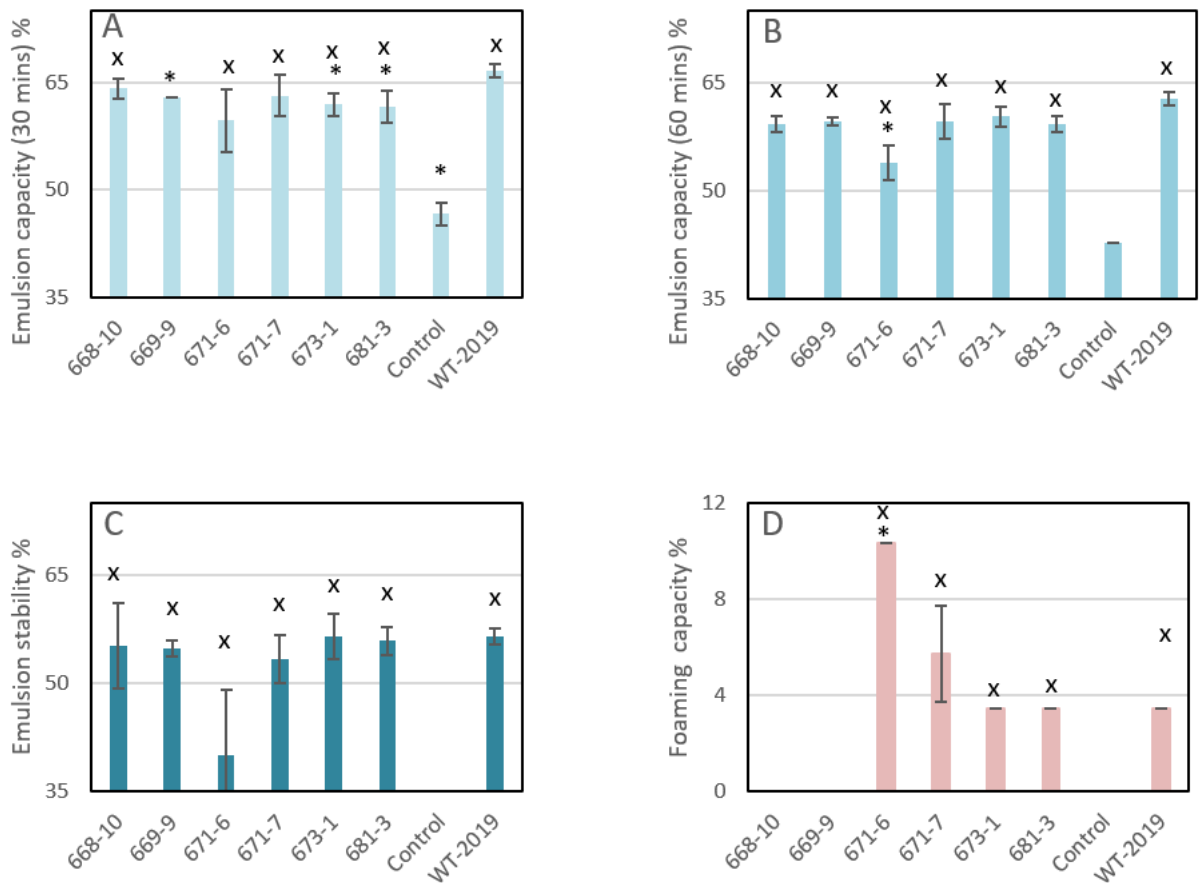 A
Emulsion capacity (30 mins) %
65
50
35
x
*
x
x
x
*
x
*
*
x
668-10
669-9
671-6
671-7
673-1
681-3
Control
WT-2019
B
Emulsion capacity (60 mins) %
65
50
35
x
x
x
*
x
x
x
x
668-10
669-9
671-6
671-7
673-1
681-3
Control
WT-2019
C
Emulsion stability %
65
50
35
x
x
x
x
x
x
x
668-10
669-9
671-6
671-7
673-1
681-3
Control
WT-2019
D
Foaming capacity %
12
8
4
0
x
*
x
x
x
x
668-10
669-9
671-6
671-7
673-1
681-3
Control
WT-2019